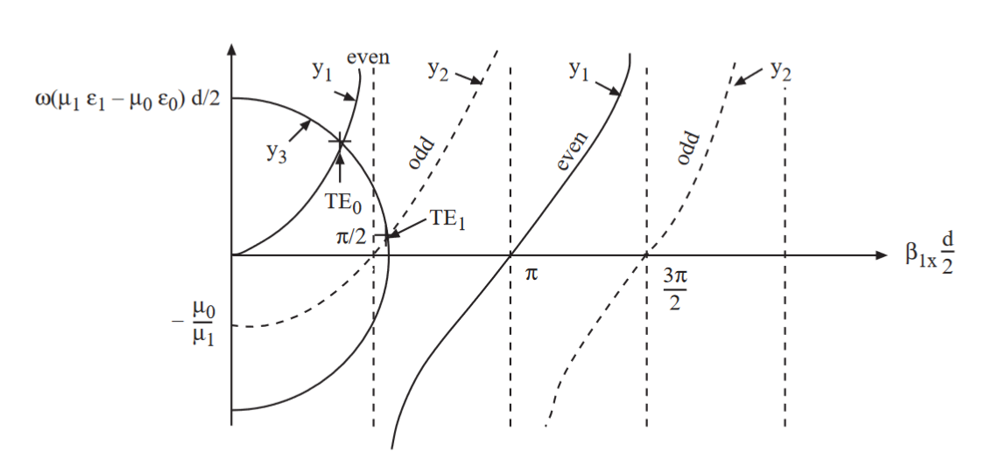 even
y₁
y₂
y₁
y₂
ω(μ₁ ε₁ − μ₀ ε₀) d/2
y₃
odd
even
odd
TE₀
TE₁
π/2
β₁ₓ d/2
π
3π/2
− μ₀/μ₁